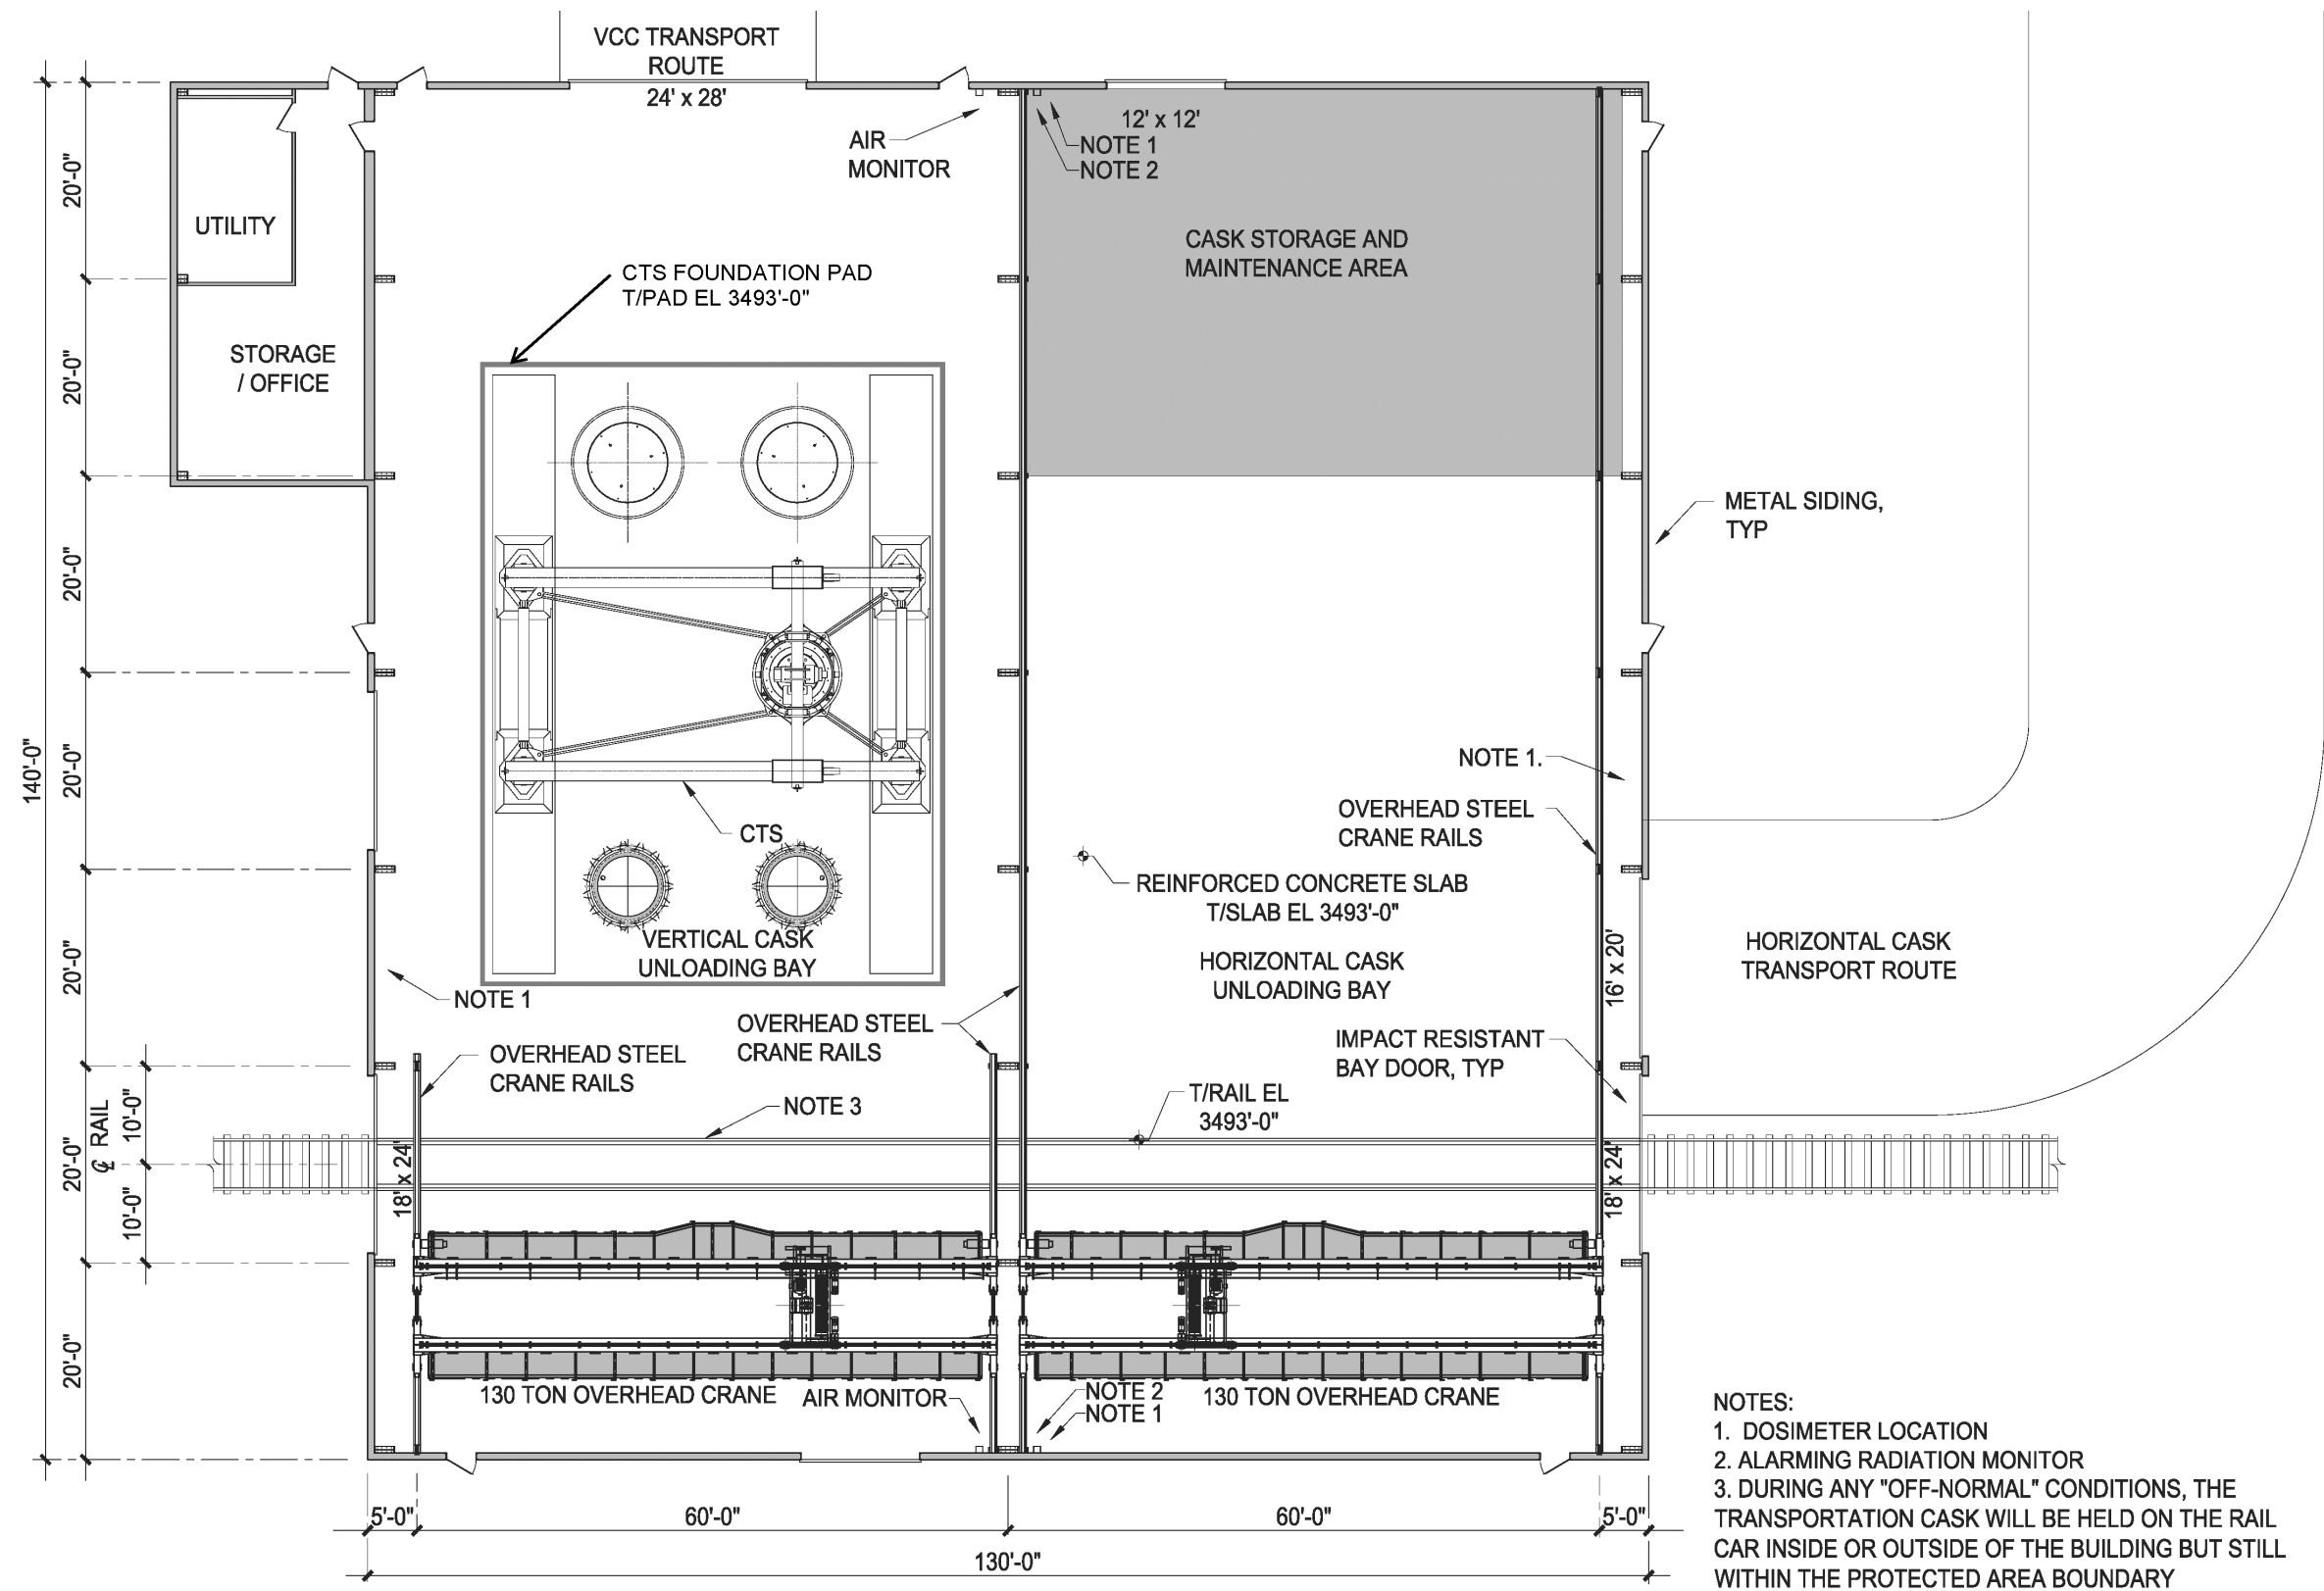 VCC TRANSPORT
ROUTE
24' x 28'
12' x 12'
AIR
MONITOR
NOTE 1
NOTE 2
20'-0"
UTILITY
CASK STORAGE AND
MAINTENANCE AREA
CTS FOUNDATION PAD
T/PAD EL 3493'-0"
STORAGE
/ OFFICE
20'-0"
METAL SIDING,
TYP
20'-0"
140'-0"
20'-0"
NOTE 1.
OVERHEAD STEEL
CRANE RAILS
CTS
REINFORCED CONCRETE SLAB
T/SLAB EL 3493'-0"
VERTICAL CASK
UNLOADING BAY
HORIZONTAL CASK
UNLOADING BAY
16' x 20'
HORIZONTAL CASK
TRANSPORT ROUTE
20'-0"
NOTE 1
OVERHEAD STEEL
CRANE RAILS
OVERHEAD STEEL
CRANE RAILS
IMPACT RESISTANT
BAY DOOR, TYP
NOTE 3
T/RAIL EL
3493'-0"
℄ RAIL
10'-0"
20'-0"
10'-0"
18' x 24'
18' x 24'
20'-0"
130 TON OVERHEAD CRANE
AIR MONITOR
NOTE 2
NOTE 1
130 TON OVERHEAD CRANE
5'-0"
60'-0"
60'-0"
5'-0"
130'-0"
NOTES:
1. DOSIMETER LOCATION
2. ALARMING RADIATION MONITOR
3. DURING ANY "OFF-NORMAL" CONDITIONS, THE
TRANSPORTATION CASK WILL BE HELD ON THE RAIL
CAR INSIDE OR OUTSIDE OF THE BUILDING BUT STILL
WITHIN THE PROTECTED AREA BOUNDARY